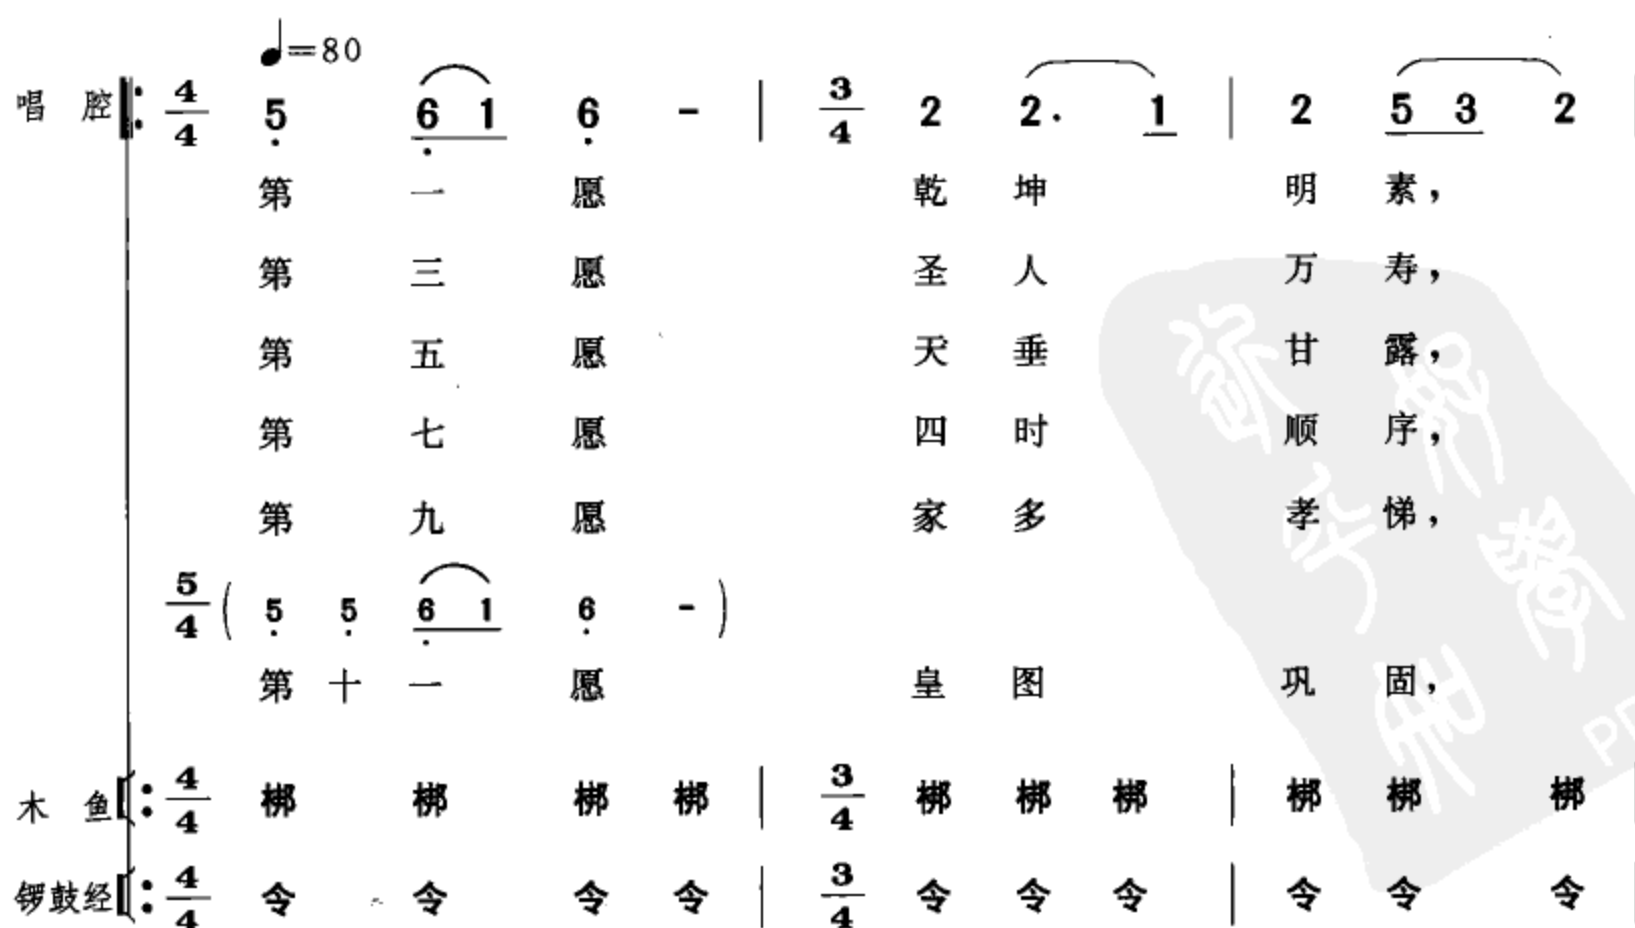 ♩=80
唱 腔 4/4 5 6 1 6 - | 3/4 2 2. 1 | 2 5 3 2
第 一 愿 乾 坤 明 素，
第 三 愿 圣 人 万 寿，
第 五 愿 天 垂 甘 露，
第 七 愿 四 时 顺 序，
第 九 愿 家 多 孝 悌，
5/4 ( 5 5 6 1 6 - )
第 十 一 愿 皇 图 巩 固，
木 鱼 4/4 梆 梆 梆 梆 | 3/4 梆 梆 梆 | 梆 梆 梆
锣鼓经 4/4 令 令 令 令 | 3/4 令 令 令 | 令 令 令